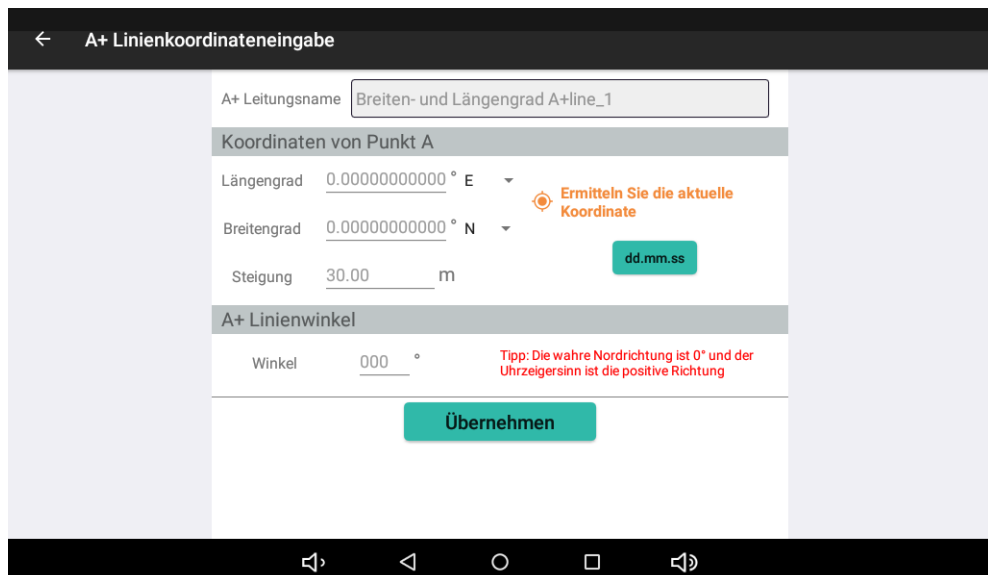 A+ Linienkoordinateneingabe
A+ Leitungsname Breiten- und Längengrad A+line_1
Koordinaten von Punkt A
Längengrad 0.00000000000 ° E
Ermitteln Sie die aktuelle
Koordinate
Breitengrad 0.00000000000 ° N
dd.mm.ss
Steigung 30.00 m
A+ Linienwinkel
Winkel 000 °
Tipp: Die wahre Nordrichtung ist 0° und der
Uhrzeigersinn ist die positive Richtung
Übernehmen